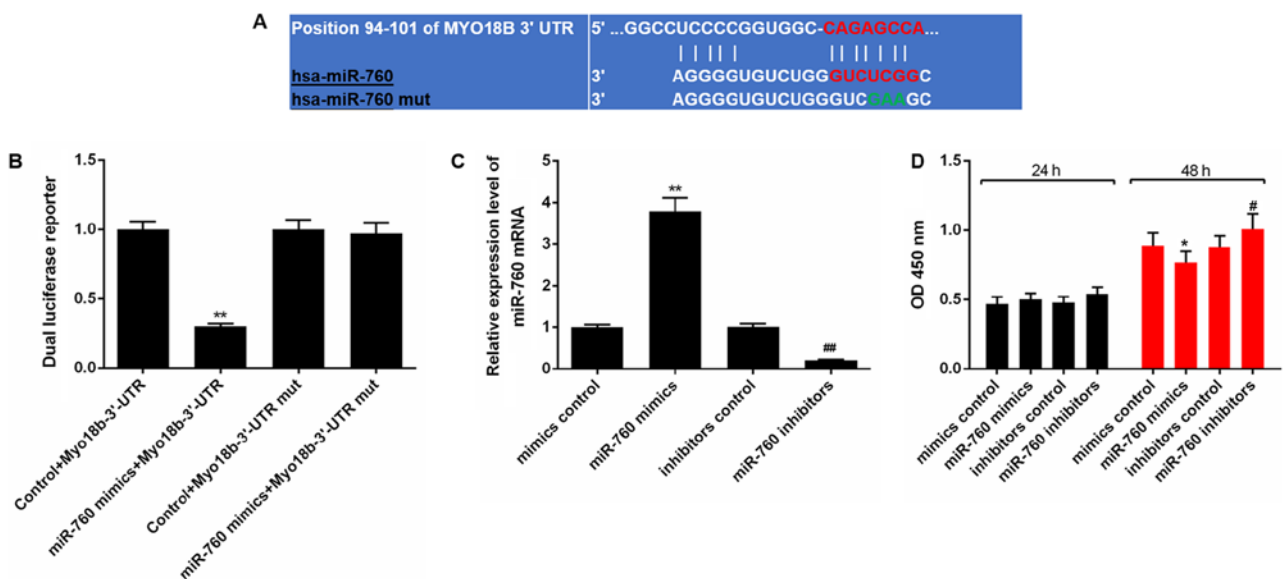 A
Position 94-101 of MYO18B 3' UTR 5' ...GGCCUCCCCGGUGGC-CAGAGCCA...
hsa-miR-760 3' AGGGGUGUCUGGGUCUCGGC
hsa-miR-760 mut 3' AGGGGUGUCUGGGUCGAAGC
B
Dual luciferase reporter
1.5
1.0
0.5
0.0
**
Control+Myo18b-3'-UTR
miR-760 mimics+Myo18b-3'-UTR
Control+Myo18b-3'-UTR mut
miR-760 mimics+Myo18b-3'-UTR mut
C
Relative expression level of
miR-760 mRNA
5
4
3
2
1
0
**
##
mimics control
miR-760 mimics
inhibitors control
miR-760 inhibitors
D
OD 450 nm
1.5
1.0
0.5
0.0
24 h
48 h
*
#
mimics control
miR-760 mimics
inhibitors control
miR-760 inhibitors
mimics control
miR-760 mimics
inhibitors control
miR-760 inhibitors